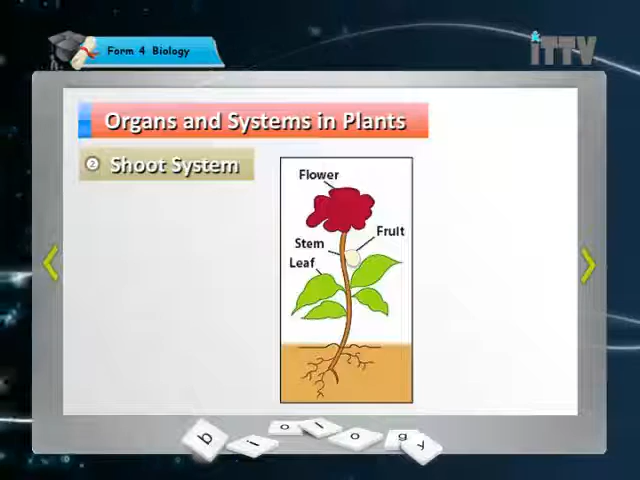 Form 4 Biology
iTTV
Organs and Systems in Plants
2 Shoot System
Flower
Fruit
Stem
Leaf
b i o l o g y